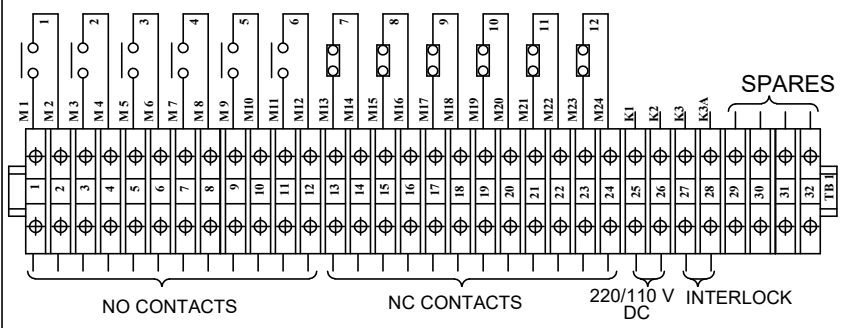 1 2 3 4 5 6 7 8 9 10 11 12
SPARES
M1 M2 M3 M4 M5 M6 M7 M8 M9 M10 M11 M12 M13 M14 M15 M16 M17 M18 M19 M20 M21 M22 M23 M24 K1 K2 K3 K3A
1 2 3 4 5 6 7 8 9 10 11 12 13 14 15 16 17 18 19 20 21 22 23 24 25 26 27 28 29 30 31 32 TB1
NO CONTACTS NC CONTACTS 220/110 V INTERLOCK
DC